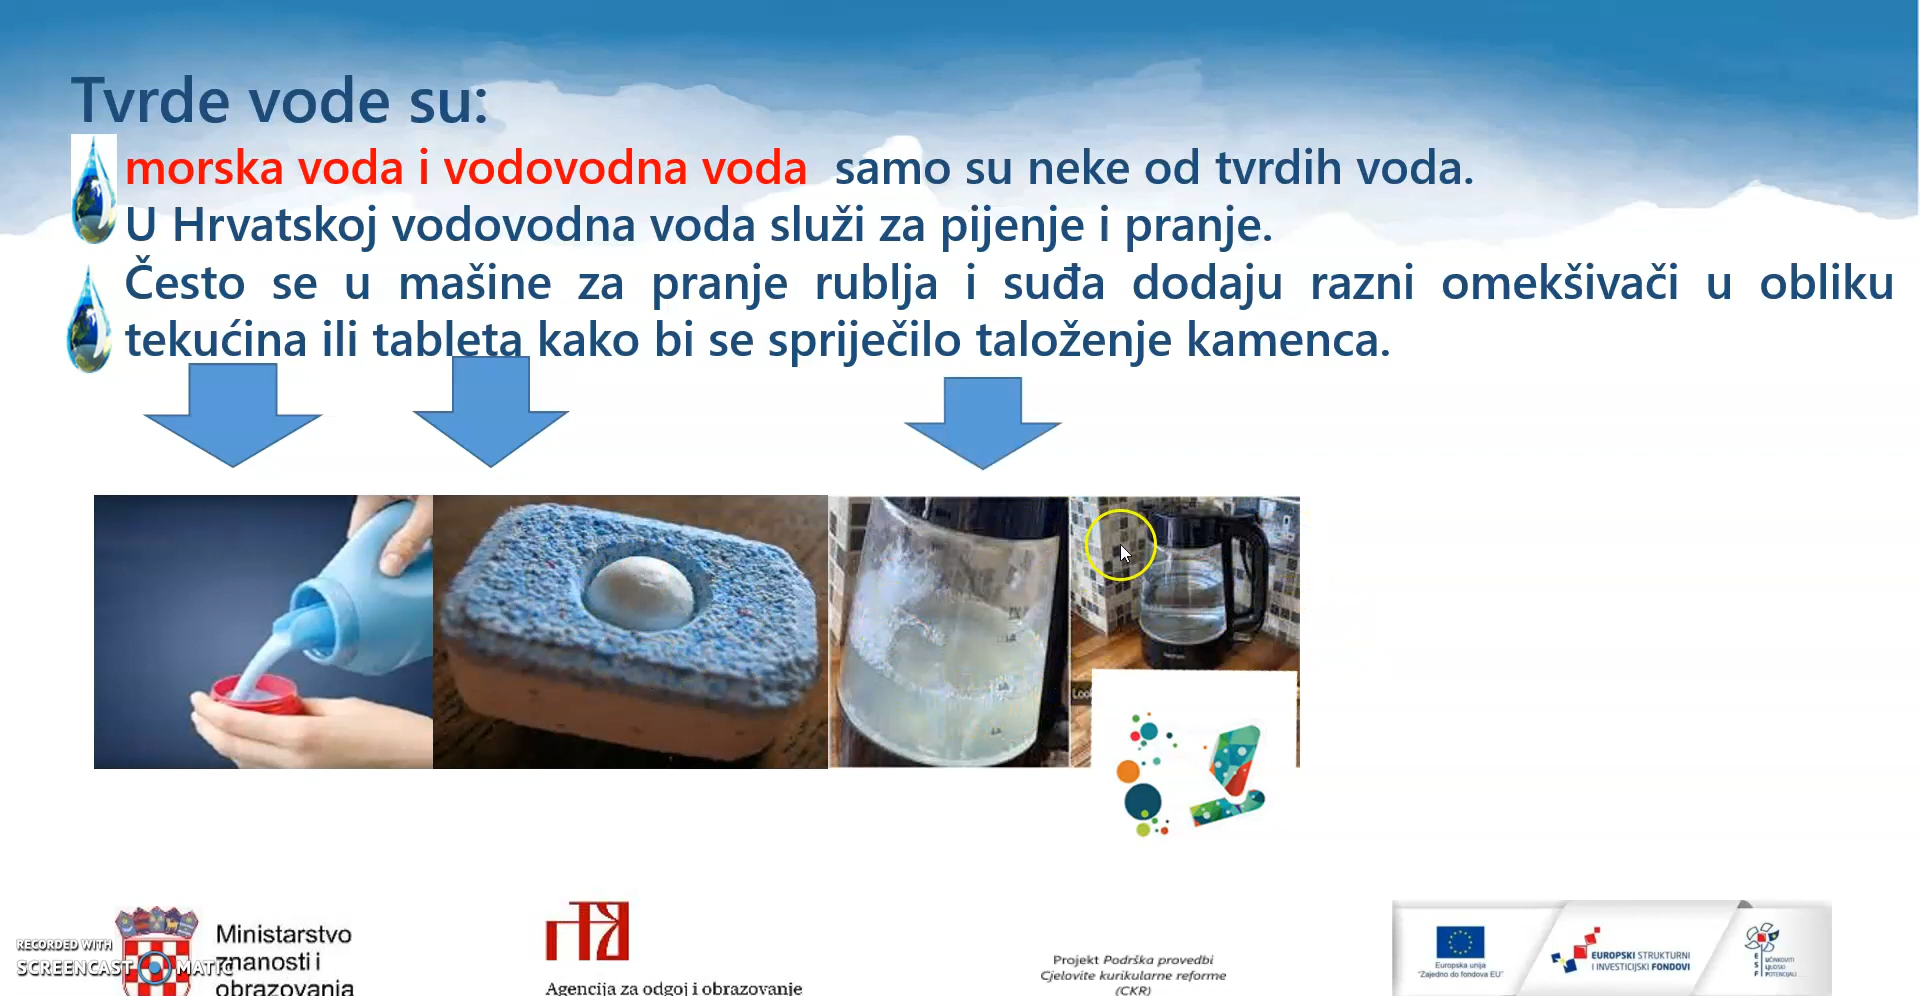 Tvrde vode su:
morska voda i vodovodna voda samo su neke od tvrdih voda.
U Hrvatskoj vodovodna voda služi za pijenje i pranje.
Često se u mašine za pranje rublja i suđa dodaju razni omekšivači u obliku
tekućina ili tableta kako bi se spriječilo taloženje kamenca.
RECORDED WITH
SCREENCAST MATIC
Ministarstvo
znanosti i
obrazovanja
Agencija za odgoj i obrazovanje
Projekt Podrška provedbi
Cjelovite kurikularne reforme
(CKR)
Europska unija
"Zajedno do fondova EU"
EUROPSKI STRUKTURNI
I INVESTICIJSKI FONDOVI
ESF
UČINKOVITI
LJUDSKI
POTENCIJALI